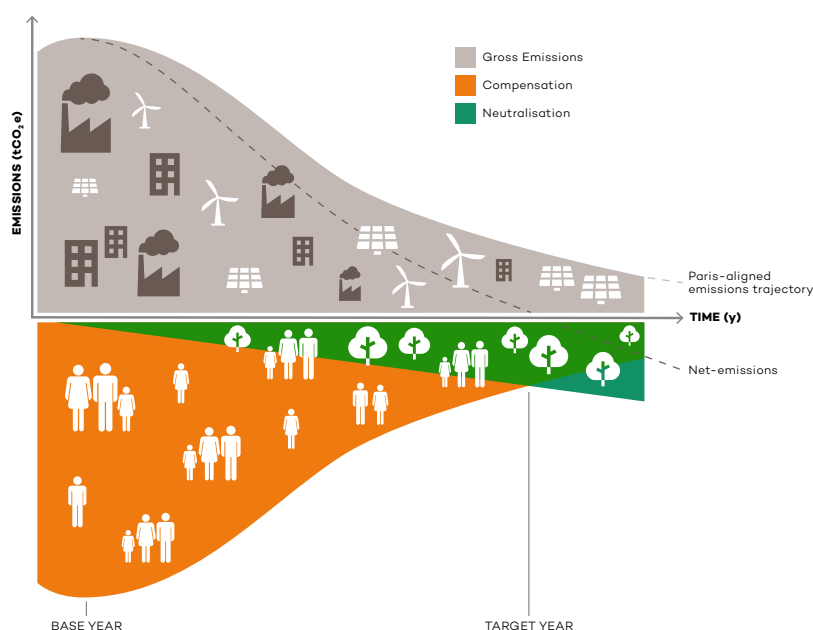 EMISSIONS (tCO₂e)
Gross Emissions
Compensation
Neutralisation
Paris-aligned
emissions trajectory
TIME (y)
Net-emissions
BASE YEAR
TARGET YEAR